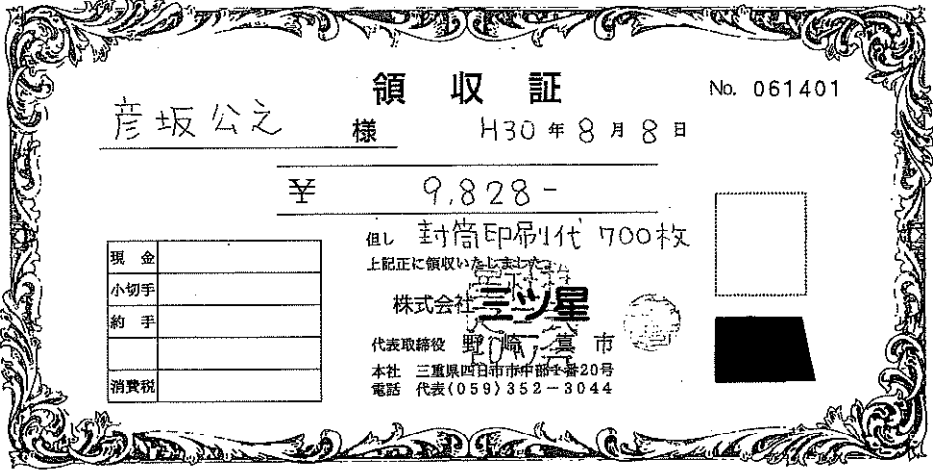 領収証
No. 061401
彦坂公之 様
H30年8月8日
¥ 9,828-
但し 封筒印刷代 700枚
上記正に領収いたしました
株式会社三ツ星
代表取締役 野崎 市
本社 三重県四日市市中部 番20号
電話 代表(059)352-3044
現金
小切手
約手
消費税